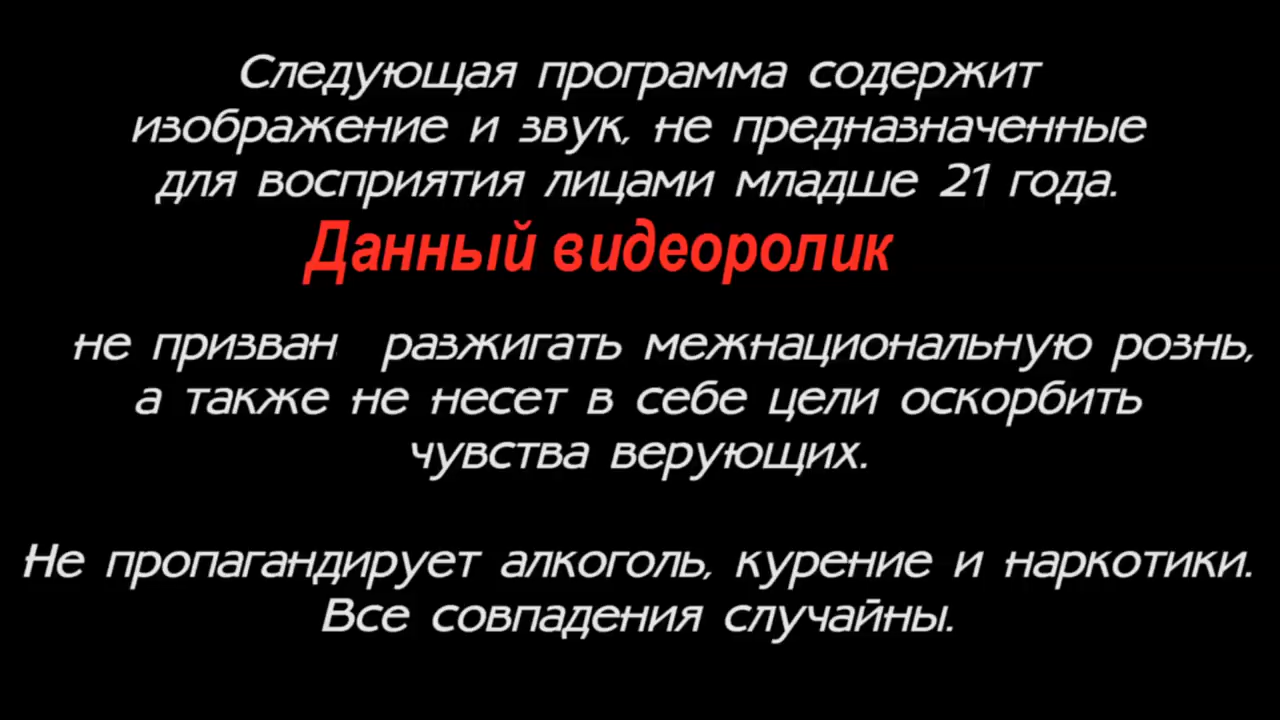 Следующая программа содержит
изображение и звук, не предназначенные
для восприятия лицами младше 21 года.
Данный видеоролик
не призван разжигать межнациональную рознь,
а также не несет в себе цели оскорбить
чувства верующих.
Не пропагандирует алкоголь, курение и наркотики.
Все совпадения случайны.